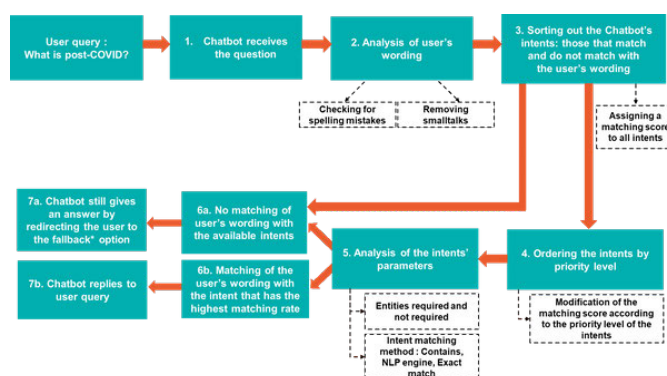 User query :
What is post-COVID?
1. Chatbot receives
the question
2. Analysis of user's
wording
3. Sorting out the Chatbot's
intents: those that match
and do not match with
the user's wording
Checking for
spelling mistakes
Removing
smalltalks
Assigning a
matching score
to all intents
7a. Chatbot still gives
an answer by
redirecting the user
to the fallback* option
6a. No matching of
user's wording with
the available intents
5. Analysis of the intents'
parameters
4. Ordering the intents by
priority level
7b. Chatbot replies to
user query
6b. Matching of the
user's wording with
the intent that has the
highest matching rate
Entities required and
not required
Modification of the
matching score according
to the priority level of the
intents
Intent matching
method : Contains,
NLP engine, Exact
match